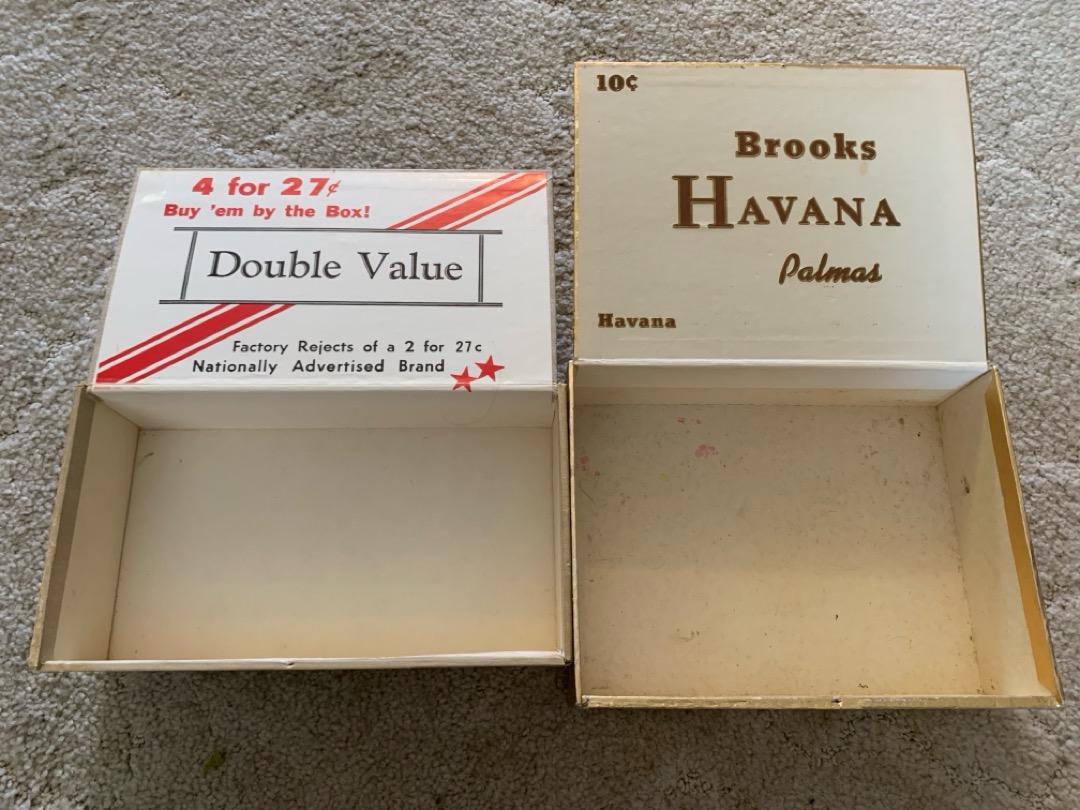 4 for 27¢
Buy 'em by the Box!
Double Value
Factory Rejects of a 2 for 27c
Nationally Advertised Brand
10¢
Brooks
HAVANA
Palmas
Havana